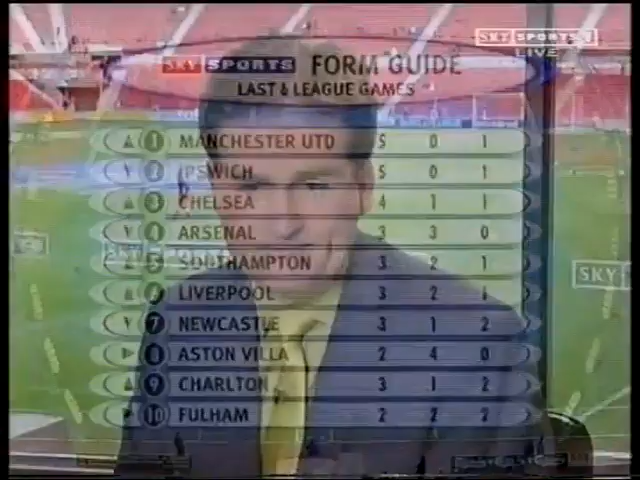 SKY SPORTS 1
LIVE
SKY SPORTS FORM GUIDE
LAST 6 LEAGUE GAMES
1 MANCHESTER UTD 5 0 1
2 IPSWICH 5 0 1
3 CHELSEA 4 1 1
4 ARSENAL 3 3 0
5 SOUTHAMPTON 3 2 1
6 LIVERPOOL 3 2 1
7 NEWCASTLE 3 1 2
8 ASTON VILLA 2 4 0
9 CHARLTON 3 1 2
10 FULHAM 2 2 2
SKY